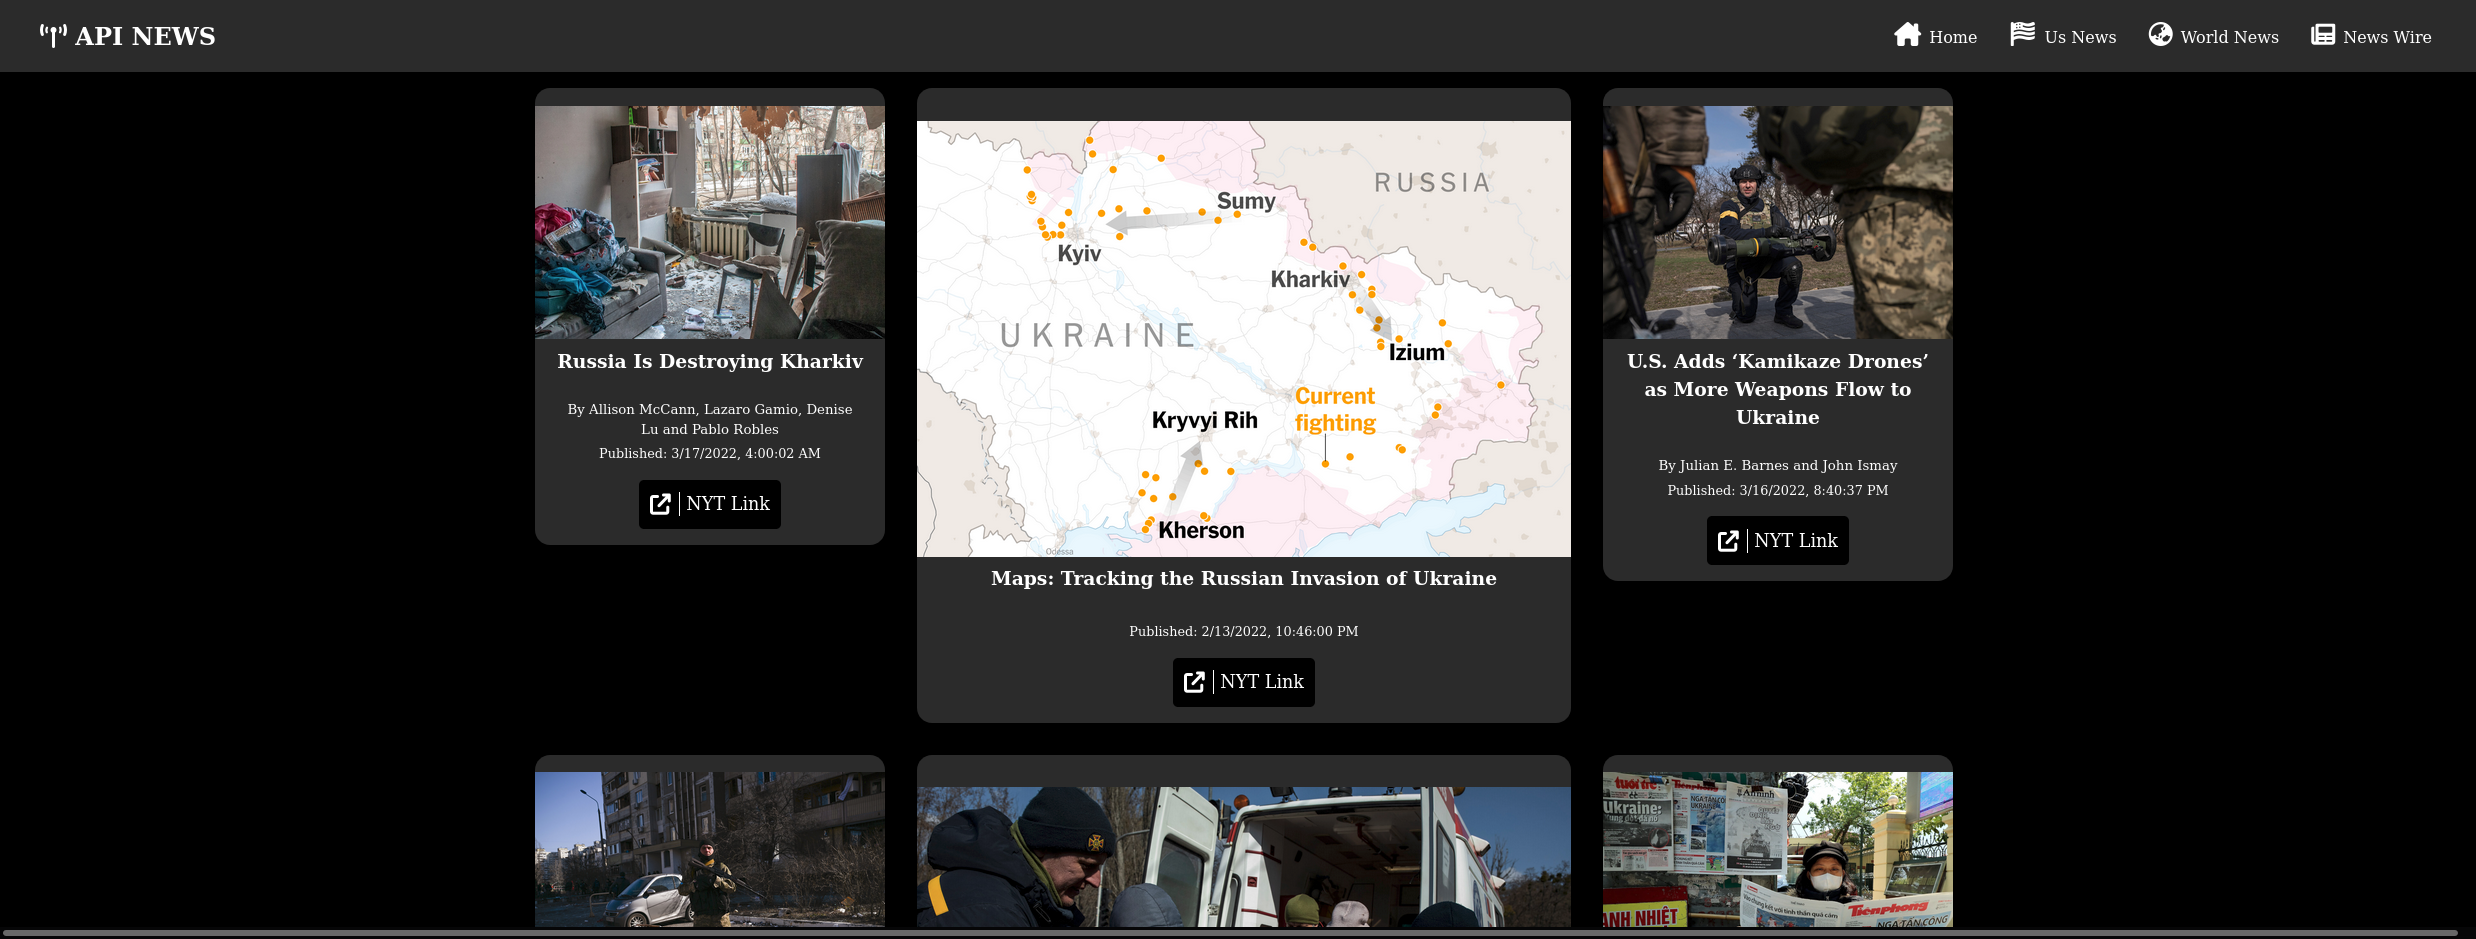 API NEWS
Home
Us News
World News
News Wire
Russia Is Destroying Kharkiv
By Allison McCann, Lazaro Gamio, Denise
Lu and Pablo Robles
Published: 3/17/2022, 4:00:02 AM
NYT Link
RUSSIA
Sumy
Kyiv
Kharkiv
UKRAINE
Izium
Current
fighting
Kryvyi Rih
Kherson
Odessa
Maps: Tracking the Russian Invasion of Ukraine
Published: 2/13/2022, 10:46:00 PM
NYT Link
U.S. Adds ‘Kamikaze Drones’
as More Weapons Flow to
Ukraine
By Julian E. Barnes and John Ismay
Published: 3/16/2022, 8:40:37 PM
NYT Link
tuổi trẻ
Tiền phong
Ukraine:
Tienphong
ANH NHIỆT
NGA TẤN CÔNG